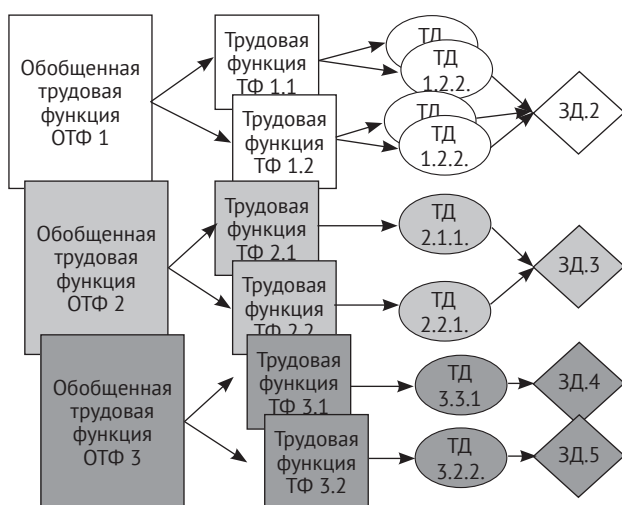 Обобщенная
трудовая
функция
ОТФ 1
Трудовая
функция
ТФ 1.1
Трудовая
функция
ТФ 1.2
ТД
ТД
1.2.2.
ТД
ТД
1.2.2.
ЗД.2
Обобщенная
трудовая
функция
ОТФ 2
Трудовая
функция
ТФ 2.1
Трудовая
функция
ТФ 2.2
ТД
2.1.1.
ТД
2.2.1.
ЗД.3
Обобщенная
трудовая
функция
ОТФ 3
Трудовая
функция
ТФ 3.1
Трудовая
функция
ТФ 3.2
ТД
3.3.1
ТД
3.2.2.
ЗД.4
ЗД.5